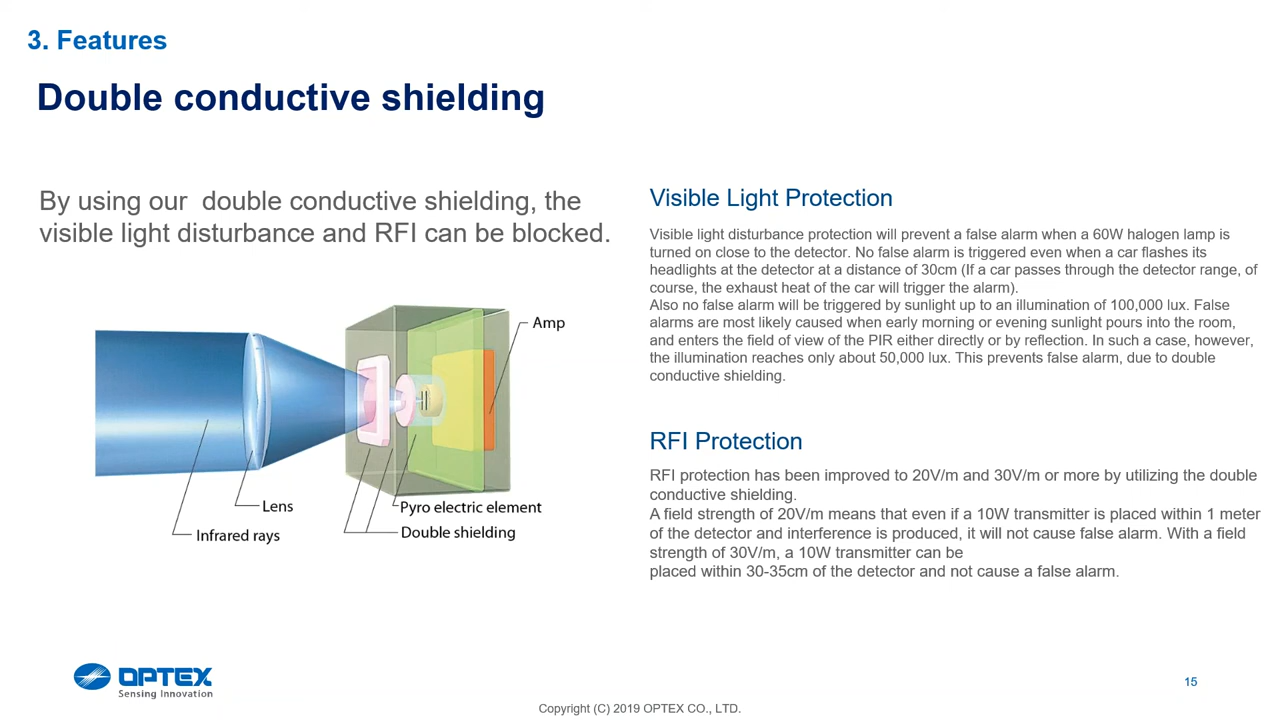 3. Features
Double conductive shielding
By using our  double conductive shielding, the
visible light disturbance and RFI can be blocked.
Amp
Pyro electric element
Lens
Double shielding
Infrared rays
Visible Light Protection
Visible light disturbance protection will prevent a false alarm when a 60W halogen lamp is
turned on close to the detector. No false alarm is triggered even when a car flashes its
headlights at the detector at a distance of 30cm (If a car passes through the detector range, of
course, the exhaust heat of the car will trigger the alarm).
Also no false alarm will be triggered by sunlight up to an illumination of 100,000 lux. False
alarms are most likely caused when early morning or evening sunlight pours into the room,
and enters the field of view of the PIR either directly or by reflection. In such a case, however,
the illumination reaches only about 50,000 lux. This prevents false alarm, due to double
conductive shielding.
RFI Protection
RFI protection has been improved to 20V/m and 30V/m or more by utilizing the double
conductive shielding.
A field strength of 20V/m means that even if a 10W transmitter is placed within 1 meter
of the detector and interference is produced, it will not cause false alarm. With a field
strength of 30V/m, a 10W transmitter can be
placed within 30-35cm of the detector and not cause a false alarm.
OPTEX
Sensing Innovation
15
Copyright (C) 2019 OPTEX CO., LTD.